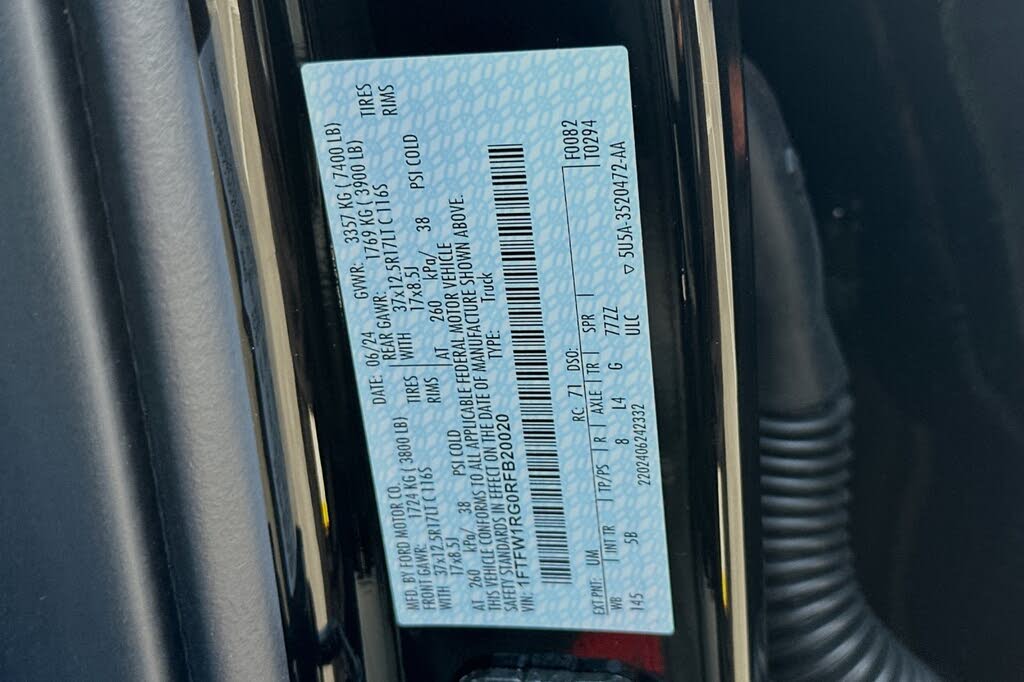 MFD. BY FORD MOTOR CO.
DATE: 06/24 GVWR: 3357 KG ( 7400 LB)
FRONT GAWR: 1724 KG ( 3800 LB) REAR GAWR: 1769 KG ( 3900 LB)
WITH 37x12.5R17LT C 116S TIRES WITH 37x12.5R17LT C 116S TIRES
17x8.5J RIMS 17x8.5J RIMS
AT 260 kPa/ 38 PSI COLD AT 260 kPa/ 38 PSI COLD
THIS VEHICLE CONFORMS TO ALL APPLICABLE FEDERAL MOTOR VEHICLE
SAFETY STANDARDS IN EFFECT ON THE DATE OF MANUFACTURE SHOWN ABOVE.
VIN: 1FTFW1RG0RFB20020 TYPE: Truck
F0082
T0294
EXT PNT: UM RC: 71 DSO:
WB INT TR TP/PS R AXLE TR SPR
145 5B 8 L4 G 77ZZ
ULC
2202406242332 ▽ 5U5A-3520472-AA